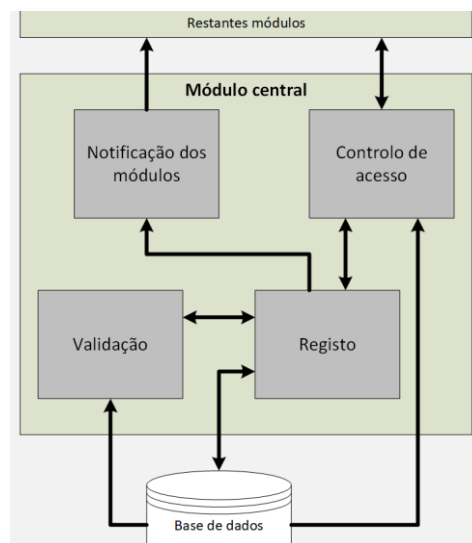 Restantes módulos
Módulo central
Notificação dos
módulos
Controlo de
acesso
Validação
Registo
Base de dados